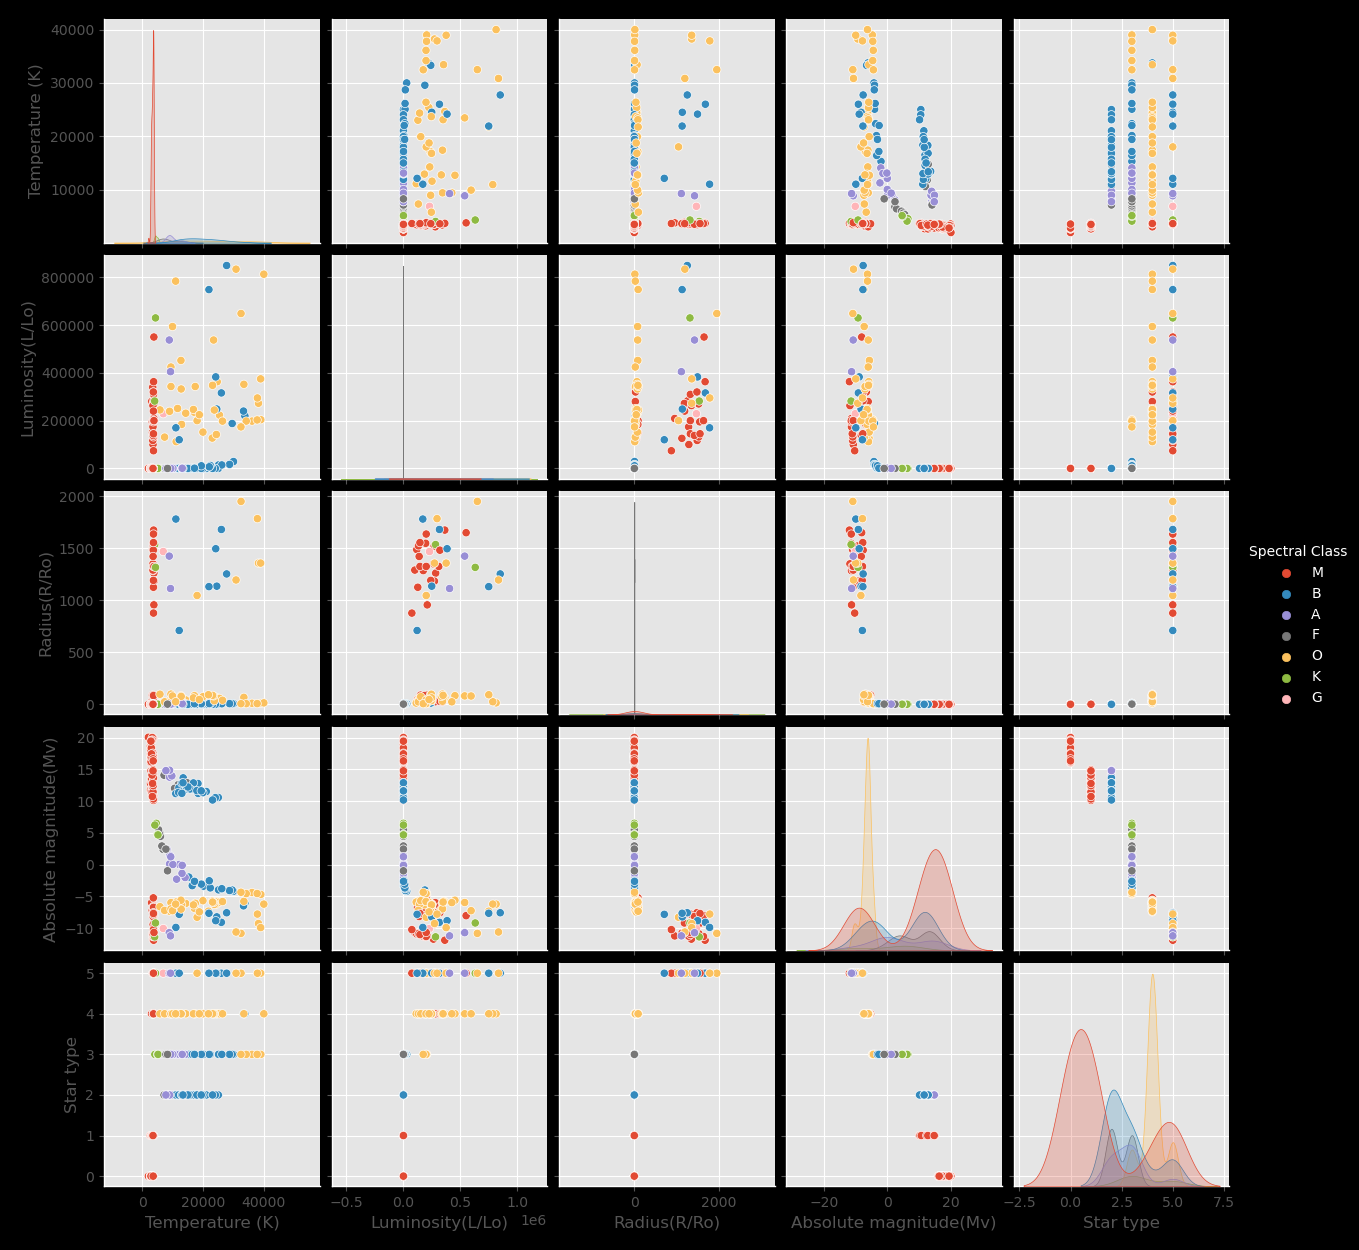 Temperature (K)
40000
30000
20000
10000
Luminosity(L/Lo)
800000
600000
400000
200000
0
Radius(R/Ro)
2000
1500
1000
500
0
Absolute magnitude(Mv)
20
15
10
5
0
−5
−10
Star type
5
4
3
2
1
0
0 20000 40000 −0.5 0.0 0.5 1.0 0 2000 −20 0 20 −2.5 0.0 2.5 5.0 7.5
1e6
Temperature (K) Luminosity(L/Lo) Radius(R/Ro) Absolute magnitude(Mv) Star type
Spectral Class
M
B
A
F
O
K
G